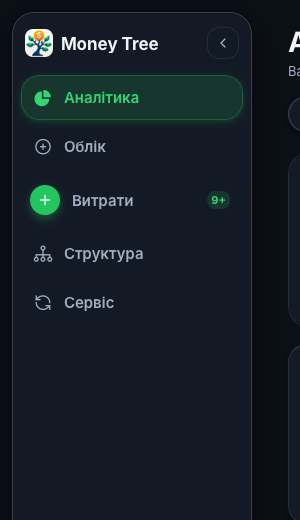 Money Tree
Аналітика
Облік
Витрати
9+
Структура
Сервіс